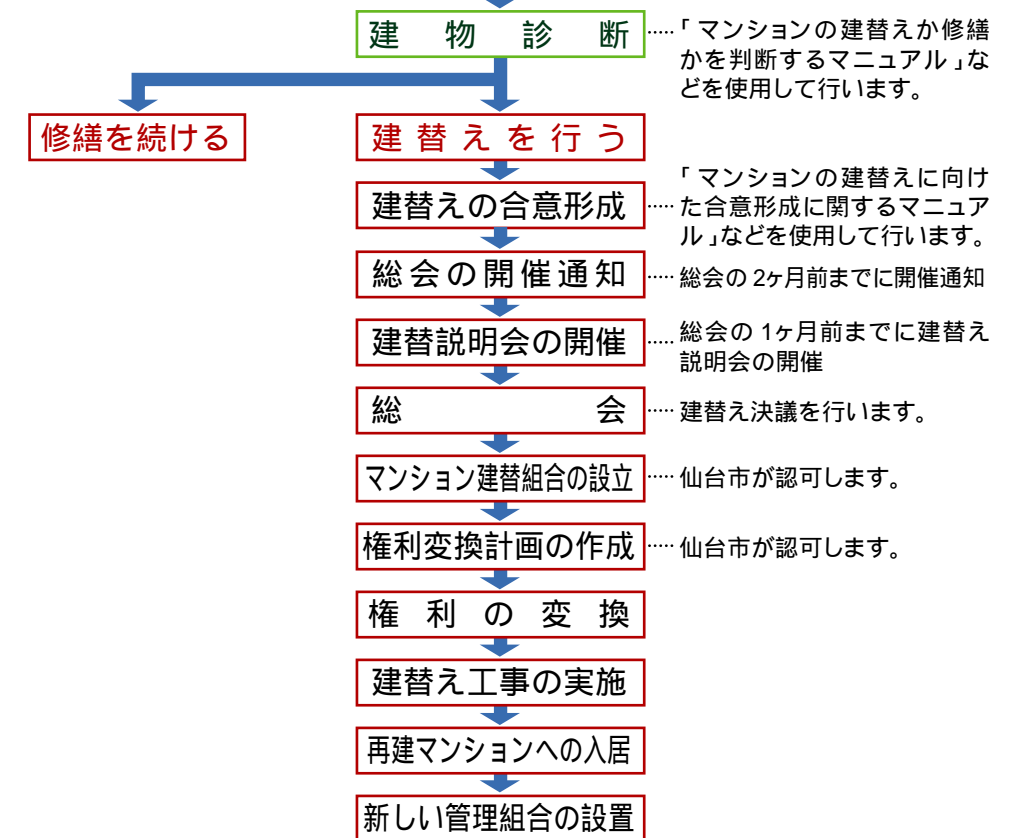 建物診断
「マンションの建替えか修繕
かを判断するマニュアル」な
どを使用して行います。
修繕を続ける
建替えを行う
建替えの合意形成
「マンションの建替えに向け
た合意形成に関するマニュア
ル」などを使用して行います。
総会の開催通知
総会の2ヶ月前までに開催通知
建替説明会の開催
総会の1ヶ月前までに建替え
説明会の開催
総会
建替え決議を行います。
マンション建替組合の設立
仙台市が認可します。
権利変換計画の作成
仙台市が認可します。
権利の変換
建替え工事の実施
再建マンションへの入居
新しい管理組合の設置